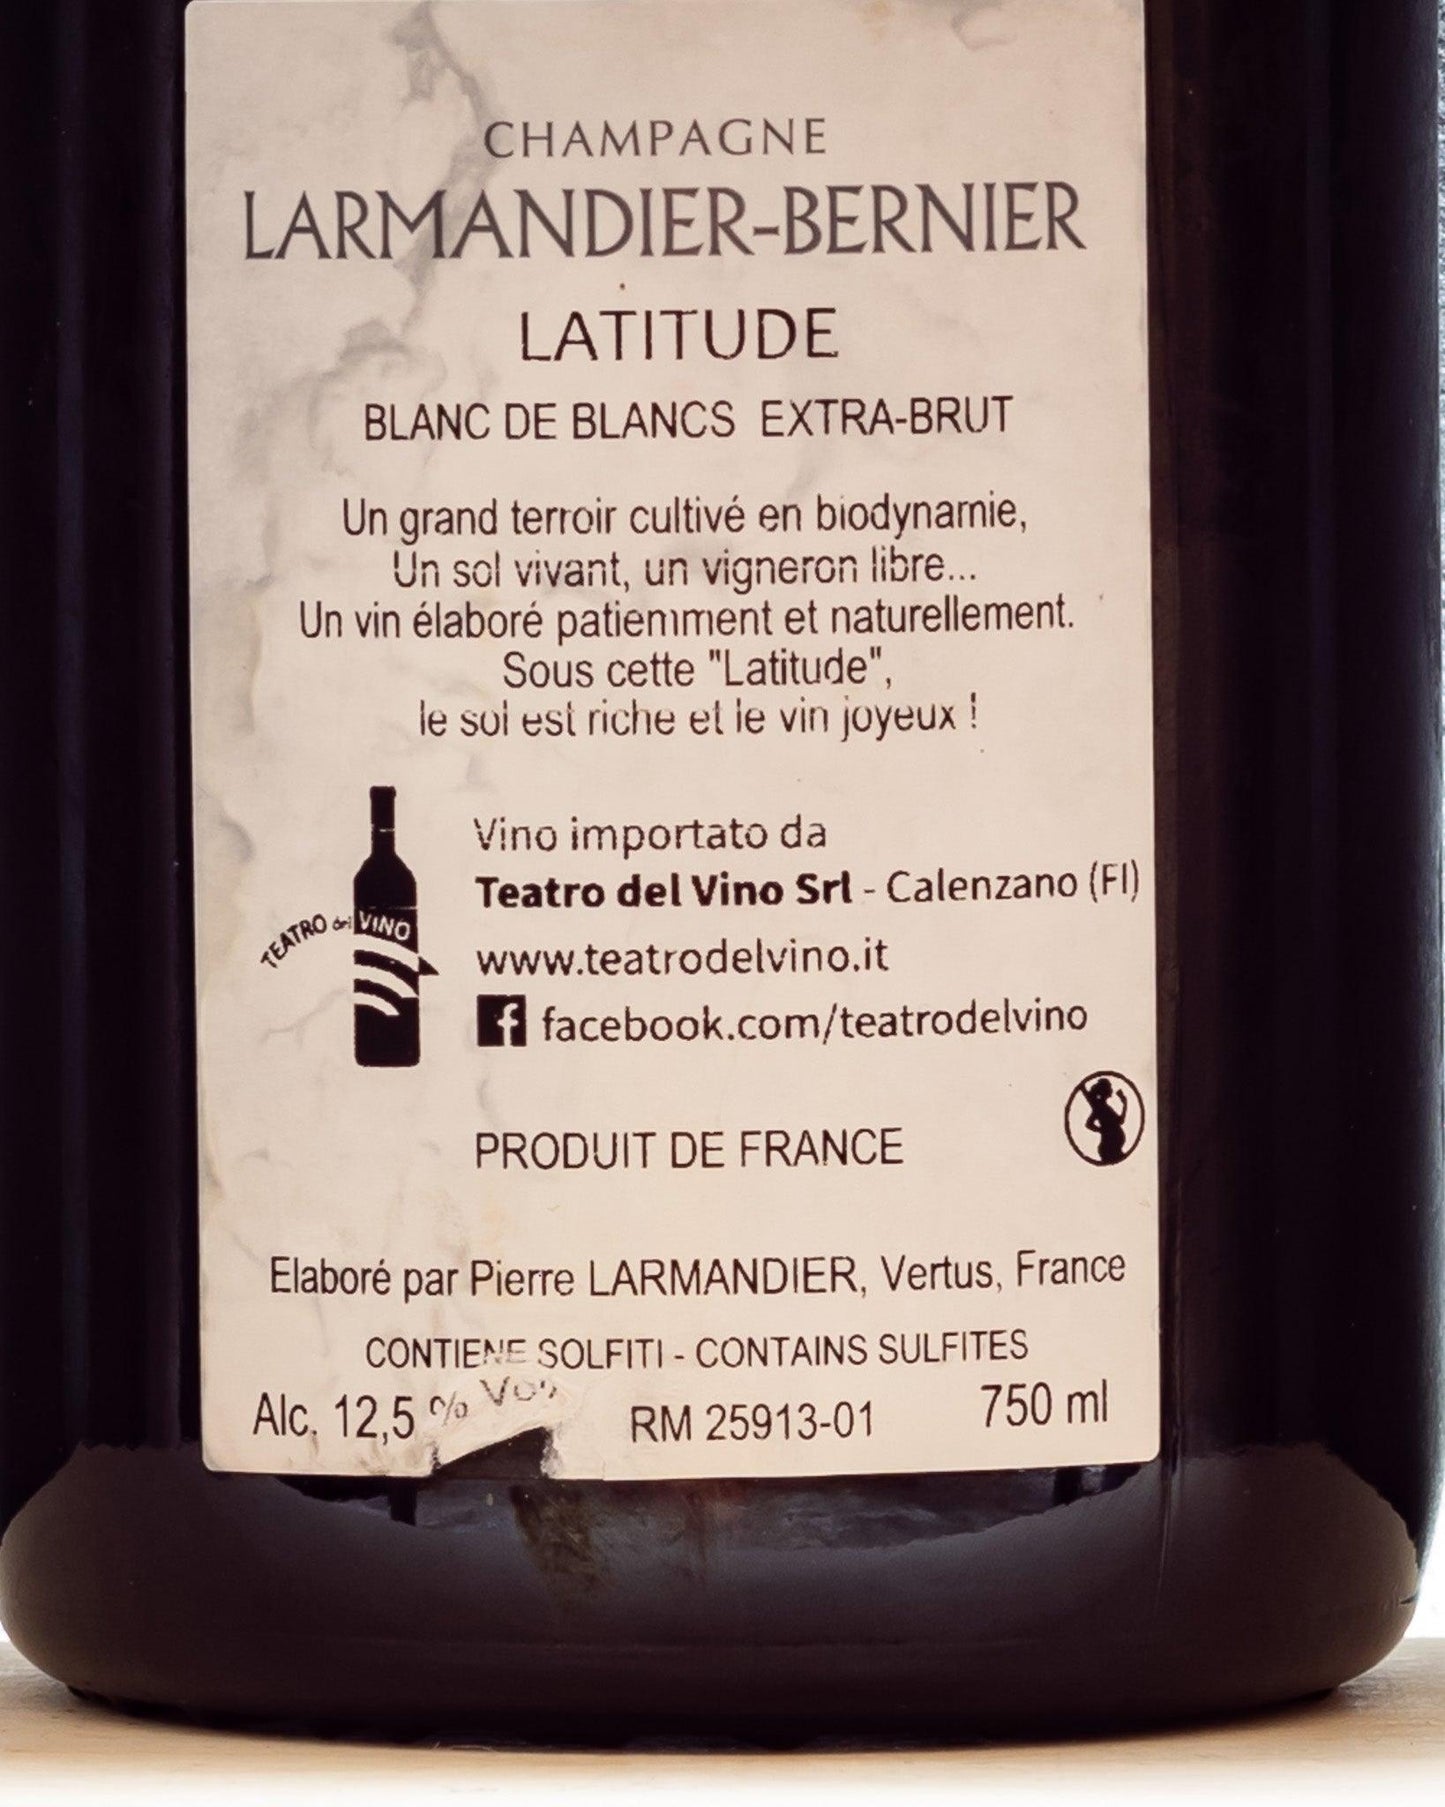 CHAMPAGNE
LARMANDIER-BERNIER
LATITUDE
BLANC DE BLANCS EXTRA-BRUT
Un grand terroir cultivé en biodynamie,
Un sol vivant, un vigneron libre...
Un vin élaboré patiemment et naturellement.
Sous cette "Latitude",
le sol est riche et le vin joyeux !
TEATRO del VINO
Vino importato da
Teatro del Vino Srl - Calenzano (FI)
www.teatrodelvino.it
f facebook.com/teatrodelvino
PRODUIT DE FRANCE
Elaboré par Pierre LARMANDIER, Vertus, France
CONTIENE SOLFITI - CONTAINS SULFITES
Alc. 12,5 % Vol RM 25913-01 750 ml